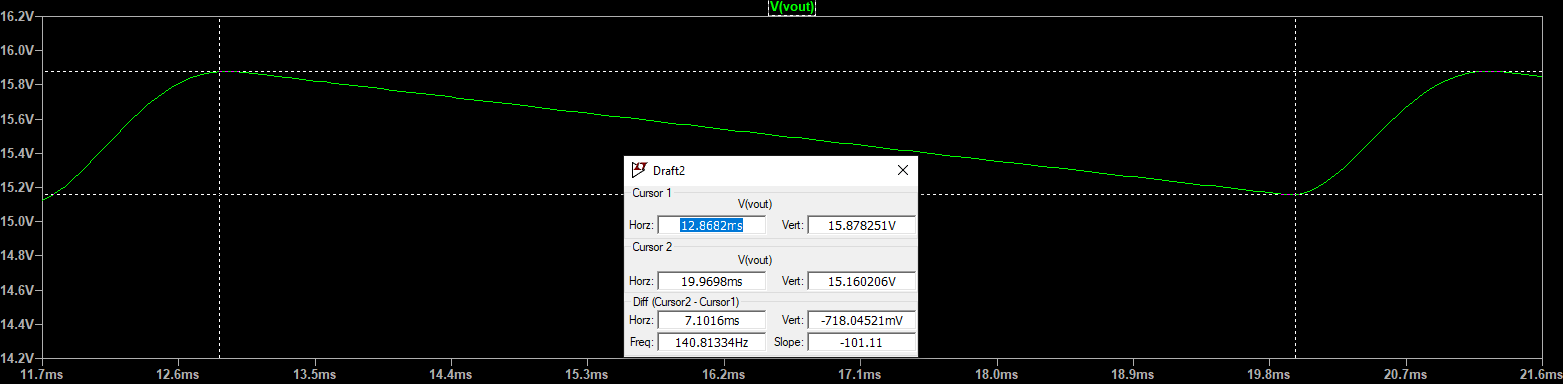 V(vout)
16.2V
16.0V
15.8V
15.6V
15.4V
15.2V
15.0V
14.8V
14.6V
14.4V
14.2V
Draft2
Cursor 1
V(vout)
Horz: 12.8682ms Vert: 15.878251V
Cursor 2
V(vout)
Horz: 19.9698ms Vert: 15.160206V
Diff (Cursor2 - Cursor1)
Horz: 7.1016ms Vert: -718.04521mV
Freq: 140.81334Hz Slope: -101.11
11.7ms 12.6ms 13.5ms 14.4ms 15.3ms 16.2ms 17.1ms 18.0ms 18.9ms 19.8ms 20.7ms 21.6ms